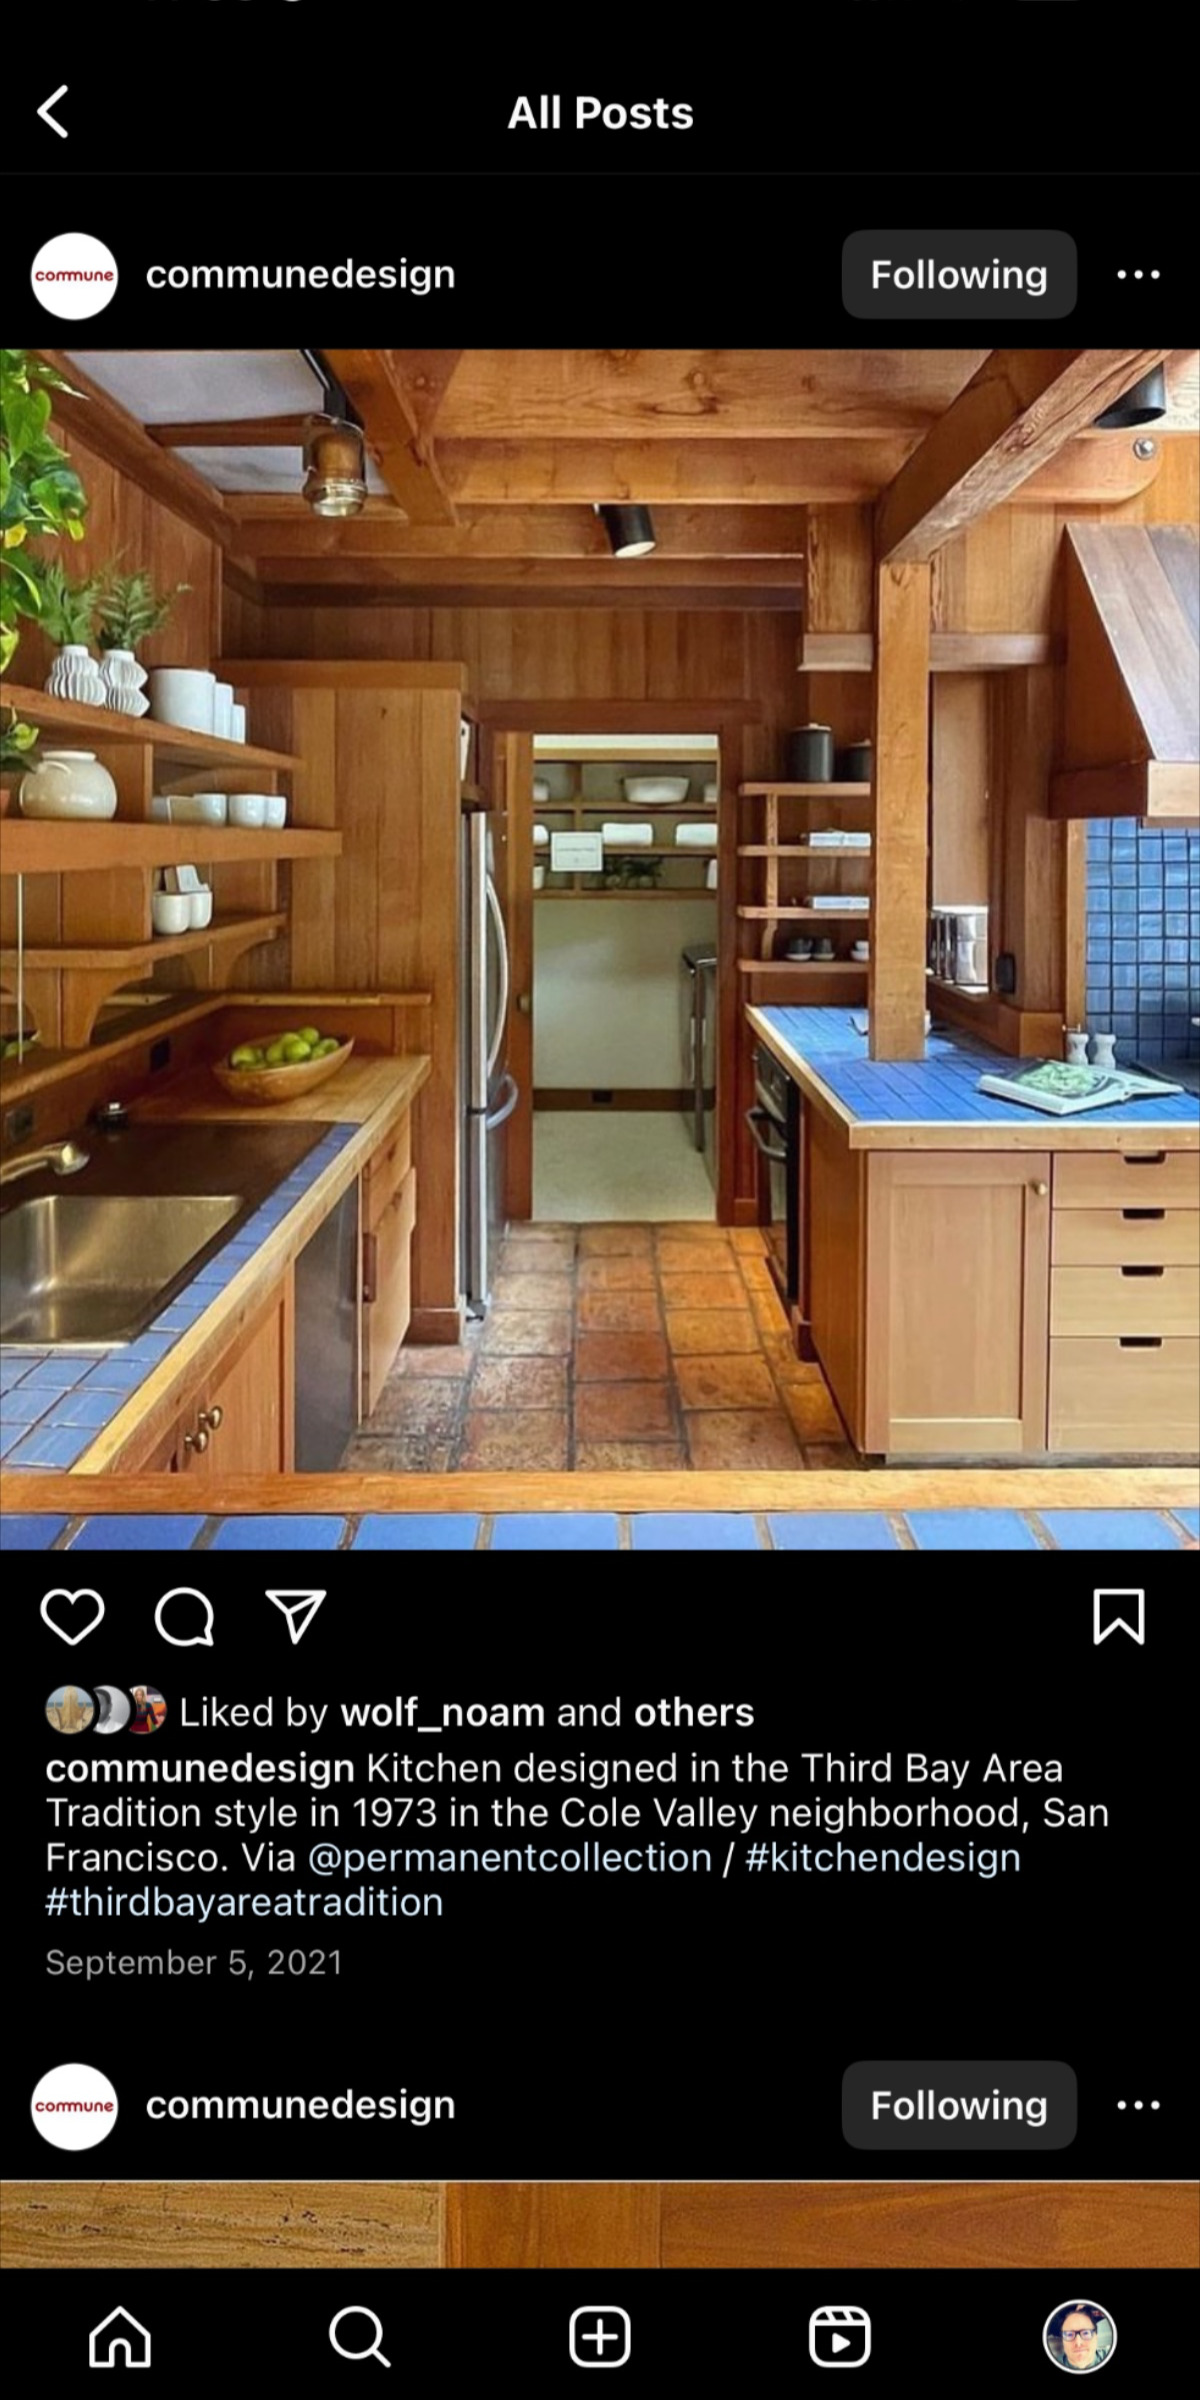 All Posts
commune
communedesign
Following
Liked by wolf_noam and others
communedesign Kitchen designed in the Third Bay Area
Tradition style in 1973 in the Cole Valley neighborhood, San
Francisco. Via @permanentcollection / #kitchendesign
#thirdbayareatradition
September 5, 2021
commune
communedesign
Following